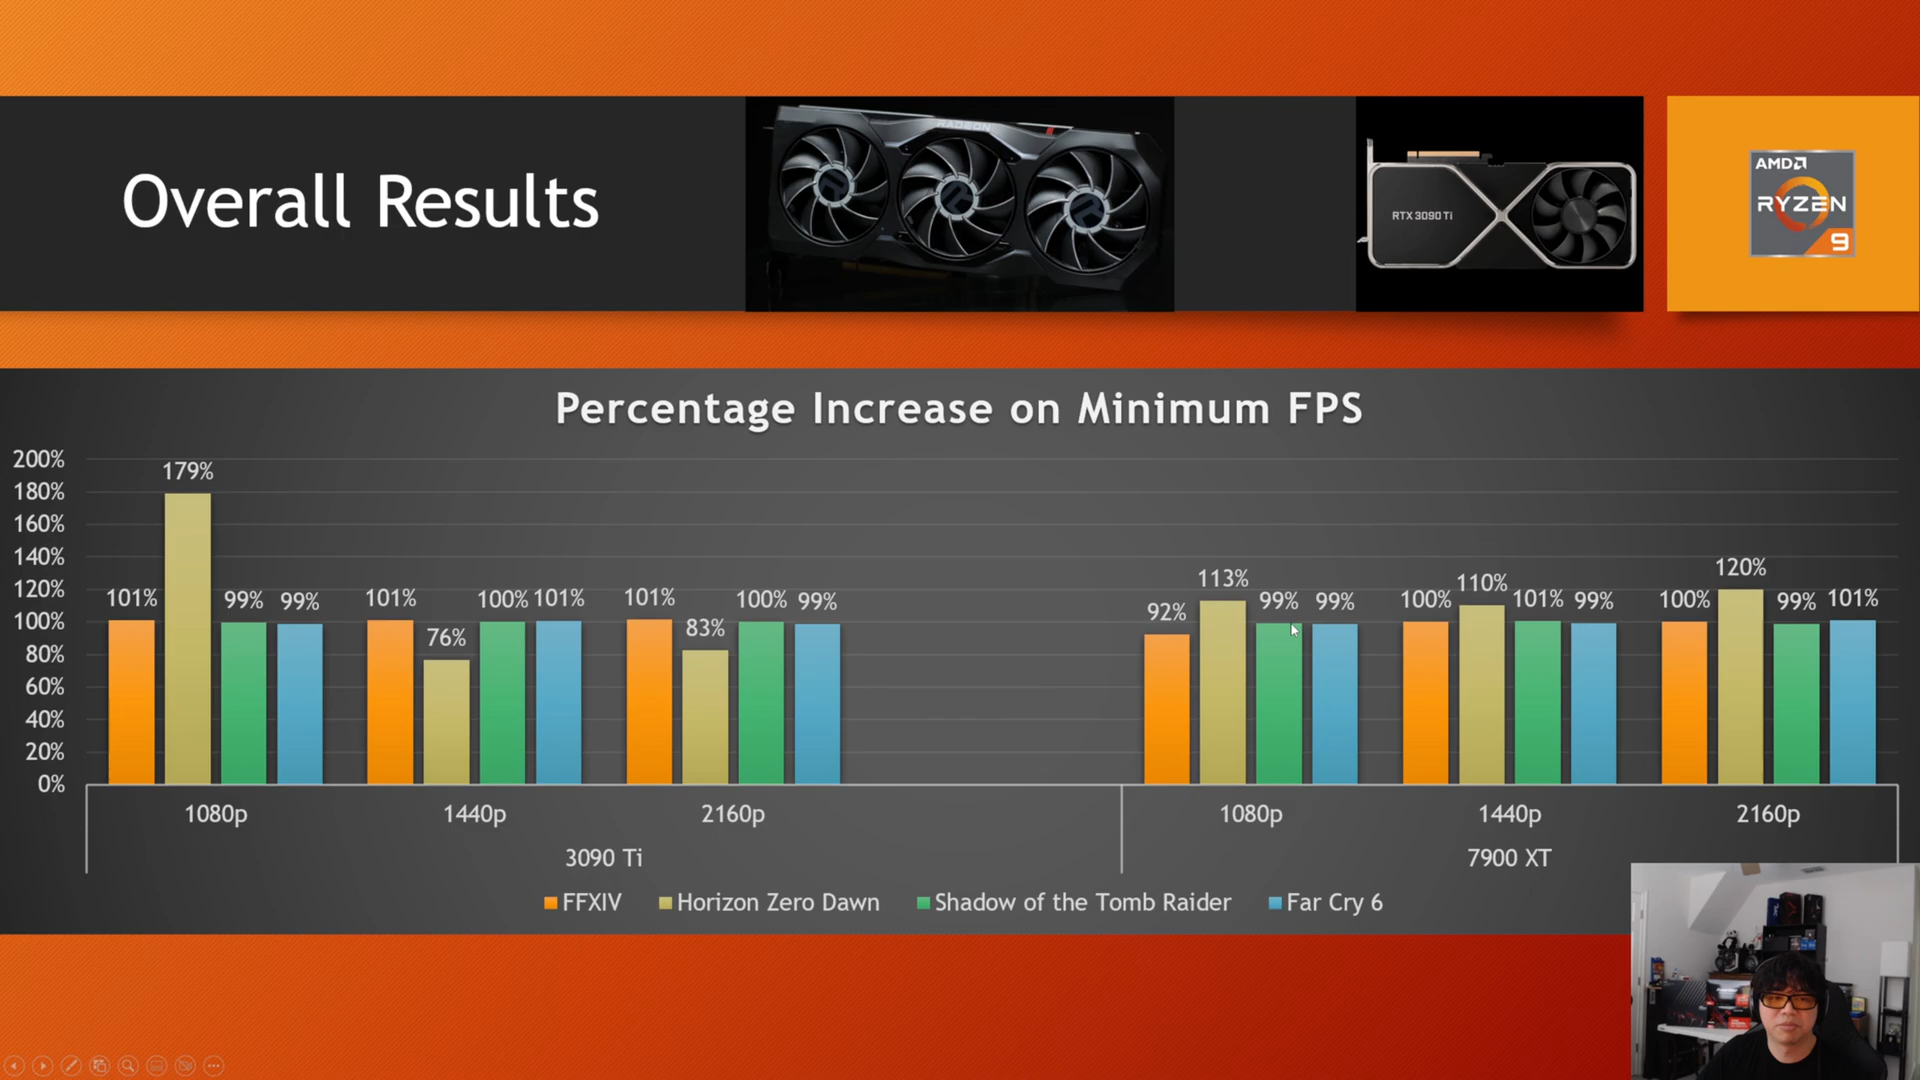 Overall Results
RADEON
RTX 3090 Ti
AMD
RYZEN
9
Percentage Increase on Minimum FPS
200%
180%
160%
140%
120%
100%
80%
60%
40%
20%
0%
101% 179% 99% 99% 101% 76% 100% 101% 101% 83% 100% 99% 92% 113% 99% 99% 100% 110% 101% 99% 100% 120% 99% 101%
1080p 1440p 2160p 1080p 1440p 2160p
3090 Ti 7900 XT
FFXIV Horizon Zero Dawn Shadow of the Tomb Raider Far Cry 6